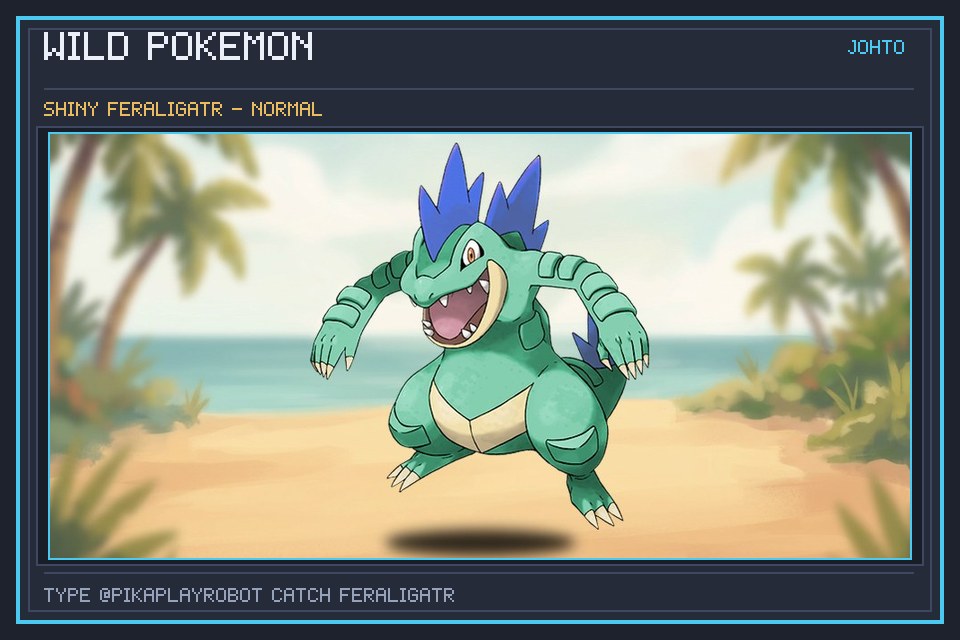 WILD POKEMON
JOHTO
SHINY FERALIGATR - NORMAL
TYPE @PIKAPLAYROBOT CATCH FERALIGATR